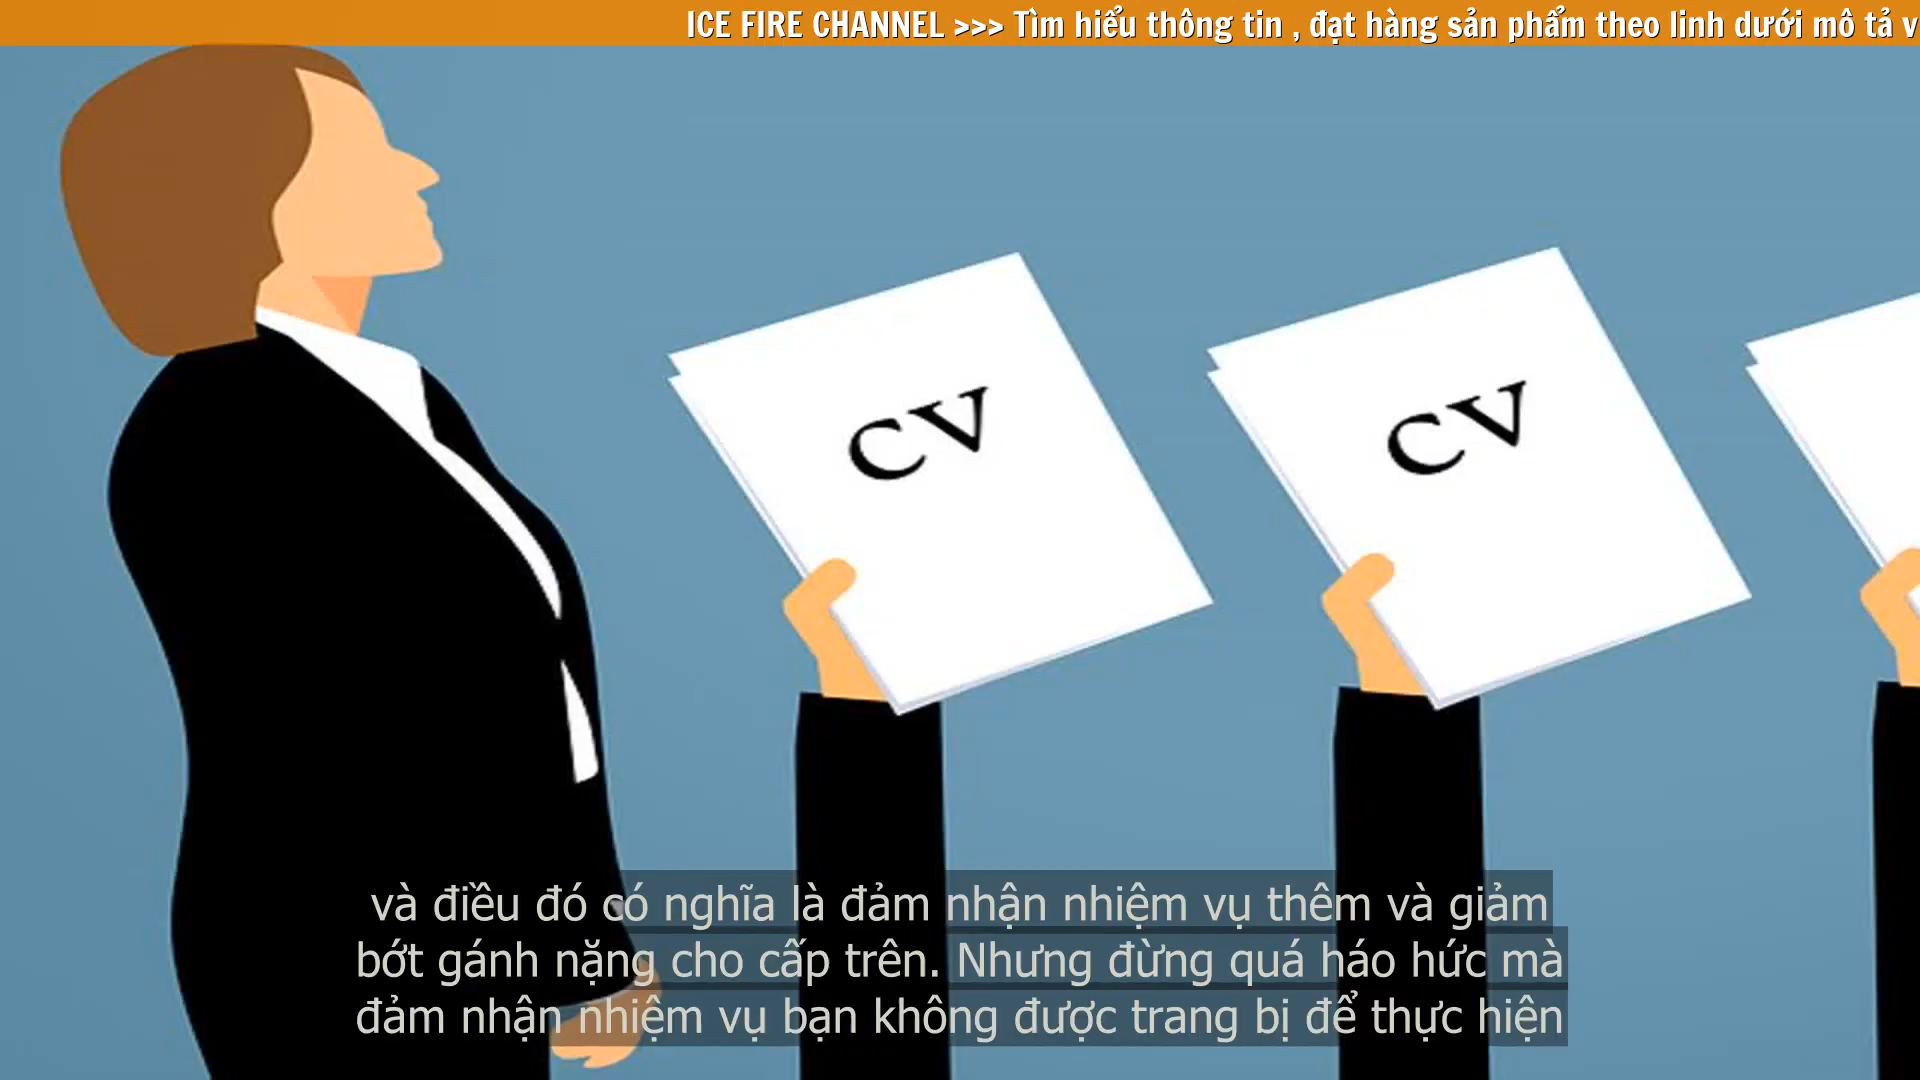 ICE FIRE CHANNEL >>> Tìm hiểu thông tin , đạt hàng sản phẩm theo linh dưới mô tả v
CV
CV
và điều đó có nghĩa là đảm nhận nhiệm vụ thêm và giảm
bớt gánh nặng cho cấp trên. Nhưng đừng quá háo hức mà
đảm nhận nhiệm vụ bạn không được trang bị để thực hiện